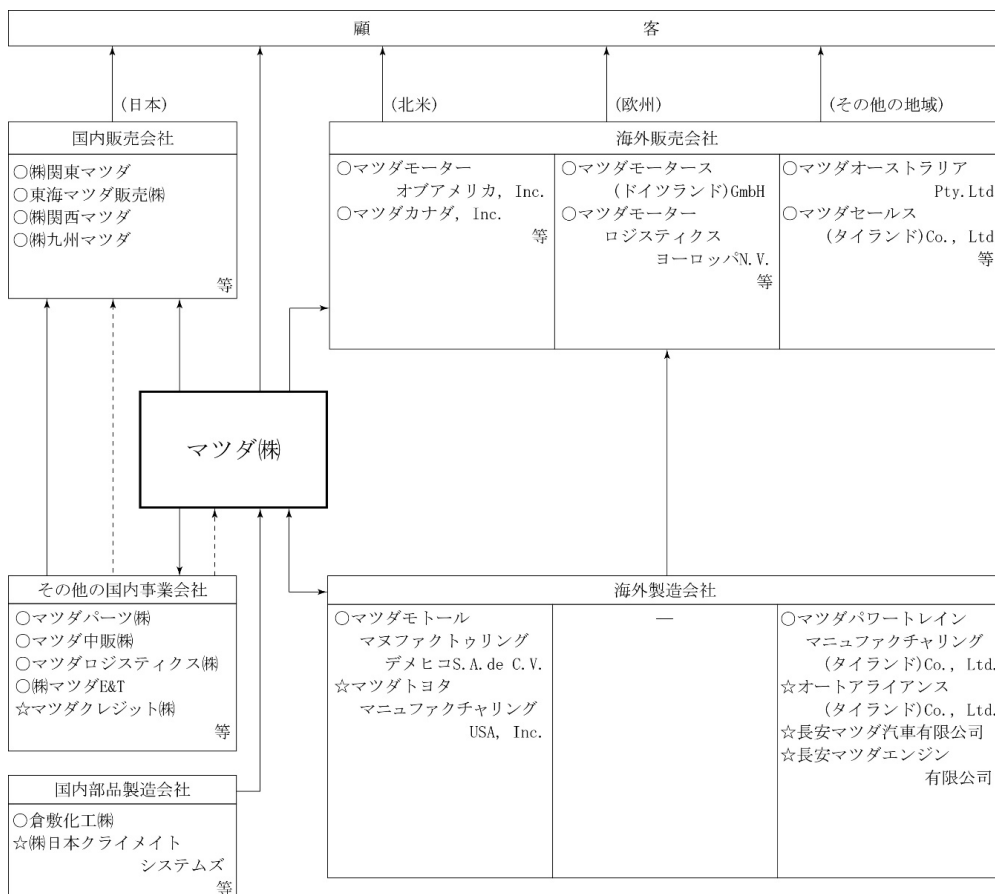 顧 客
(日本)
(北米)
(欧州)
(その他の地域)
国内販売会社
○㈱関東マツダ
○東海マツダ販売㈱
○㈱関西マツダ
○㈱九州マツダ
等
海外販売会社
○マツダモーター
オブアメリカ, Inc.
○マツダカナダ, Inc.
等
○マツダモータース
(ドイツランド)GmbH
○マツダモーター
ロジスティクス
ヨーロッパN.V.
等
○マツダオーストラリア
Pty.Ltd
○マツダセールス
(タイランド)Co., Ltd
等
マツダ㈱
その他の国内事業会社
○マツダパーツ㈱
○マツダ中販㈱
○マツダロジスティクス㈱
○㈱マツダE&T
☆マツダクレジット㈱
等
国内部品製造会社
○倉敷化工㈱
☆㈱日本クライメイト
システムズ
等
海外製造会社
○マツダモトール
マヌファクトゥリング
デメヒコS.A.de C.V.
☆マツダトヨタ
マニュファクチャリング
USA, Inc.
―
○マツダパワートレイン
マニュファクチャリング
(タイランド)Co., Ltd.
☆オートアライアンス
(タイランド)Co., Ltd.
☆長安マツダ汽車有限公司
☆長安マツダエンジン
有限公司